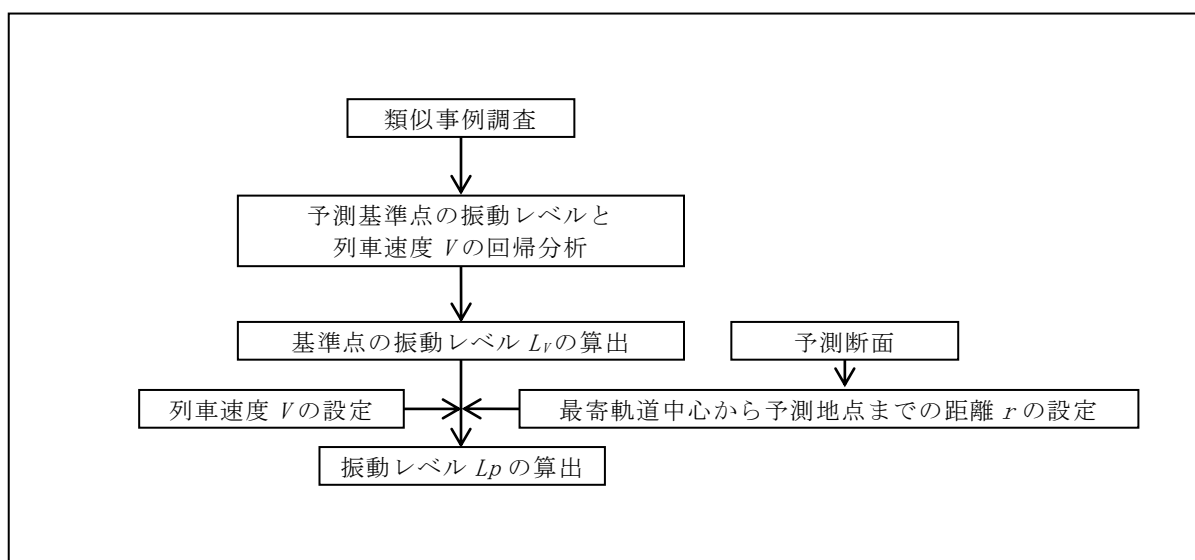 類似事例調査
予測基準点の振動レベルと
列車速度 Vの回帰分析
基準点の振動レベル LVの算出
予測断面
列車速度 Vの設定
最寄軌道中心から予測地点までの距離 r の設定
振動レベル Lp の算出